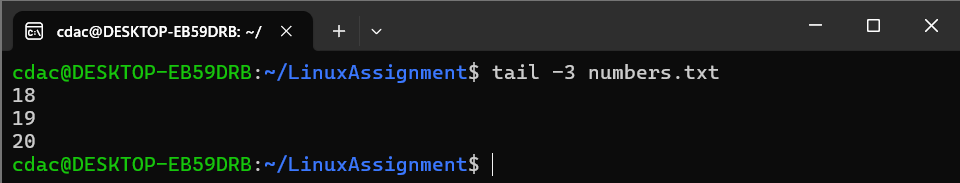 cdac@DESKTOP-EB59DRB: ~/
cdac@DESKTOP-EB59DRB:~/LinuxAssignment$ tail -3 numbers.txt
18
19
20
cdac@DESKTOP-EB59DRB:~/LinuxAssignment$